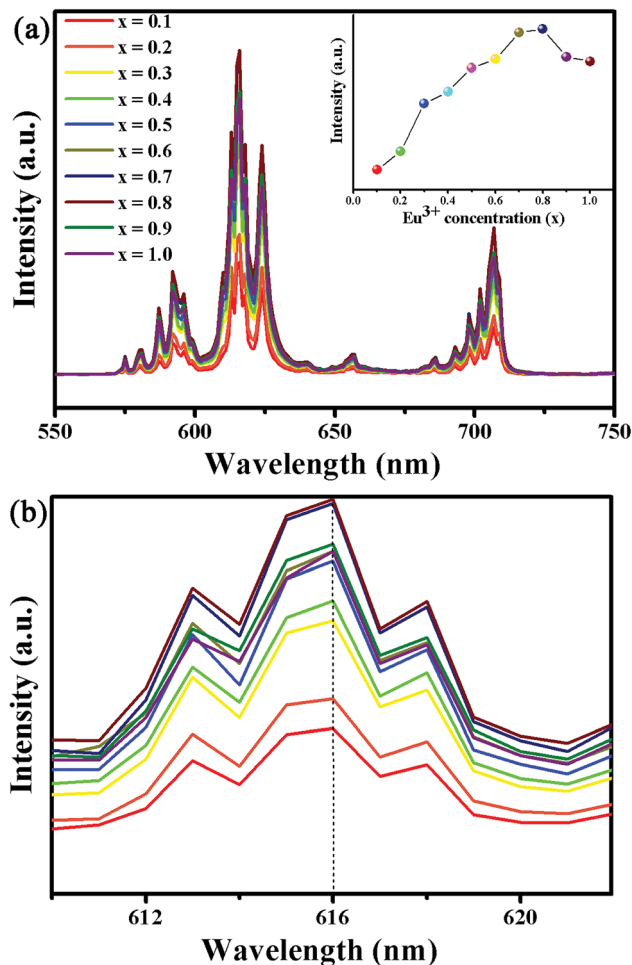 (a)
x = 0.1
x = 0.2
x = 0.3
x = 0.4
x = 0.5
x = 0.6
x = 0.7
x = 0.8
x = 0.9
x = 1.0
Intensity (a.u.)
0.0 0.2 0.4 0.6 0.8 1.0
Eu³⁺ concentration (x)
Intensity (a.u.)
550 600 650 700 750
Wavelength (nm)
(b)
Intensity (a.u.)
612 616 620
Wavelength (nm)